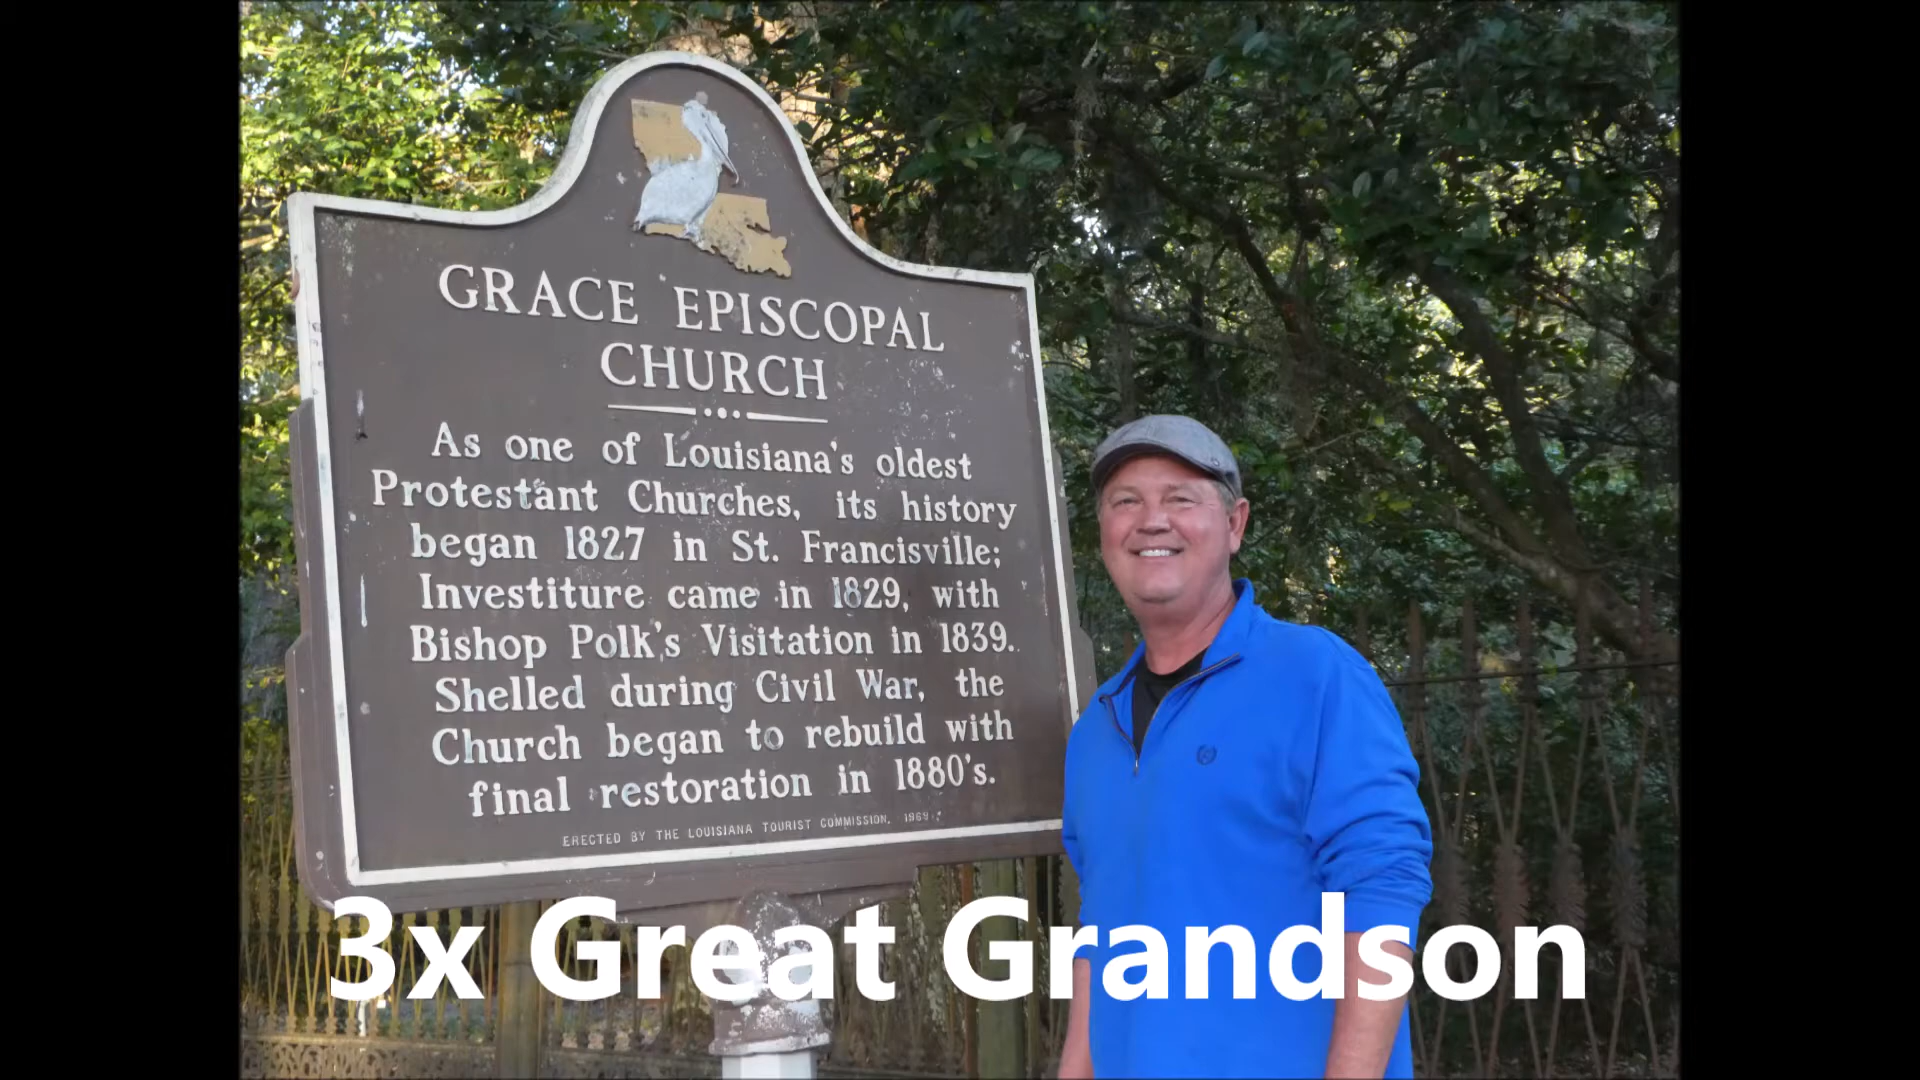 GRACE EPISCOPAL
CHURCH
As one of Louisiana's oldest
Protestant Churches, its history
began 1827 in St. Francisville;
Investiture came in 1829, with
Bishop Polk's Visitation in 1839.
Shelled during Civil War, the
Church began to rebuild with
final restoration in 1880's.
ERECTED BY THE LOUISIANA TOURIST COMMISSION, 1969
3x Great Grandson